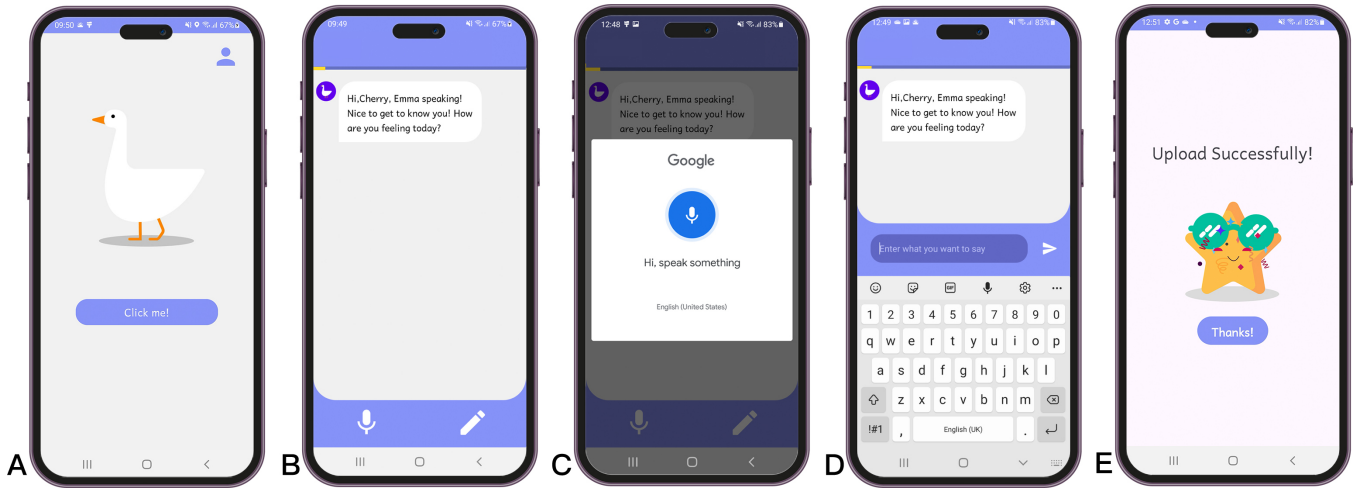 09:50 67%
Click me!
A
09:49 67%
Hi,Cherry, Emma speaking!
Nice to get to know you! How
are you feeling today?
B
12:48 83%
Hi,Cherry, Emma speaking!
Nice to get to know you! How
are you feeling today?
Google
Hi, speak something
English (United States)
C
12:49 83%
Hi,Cherry, Emma speaking!
Nice to get to know you! How
are you feeling today?
Enter what you want to say
GIF
1 2 3 4 5 6 7 8 9 0
q w e r t y u i o p
a s d f g h j k l
z x c v b n m
!#1 , English (UK) .
D
12:51 G 82%
Upload Successfully!
Thanks!
E